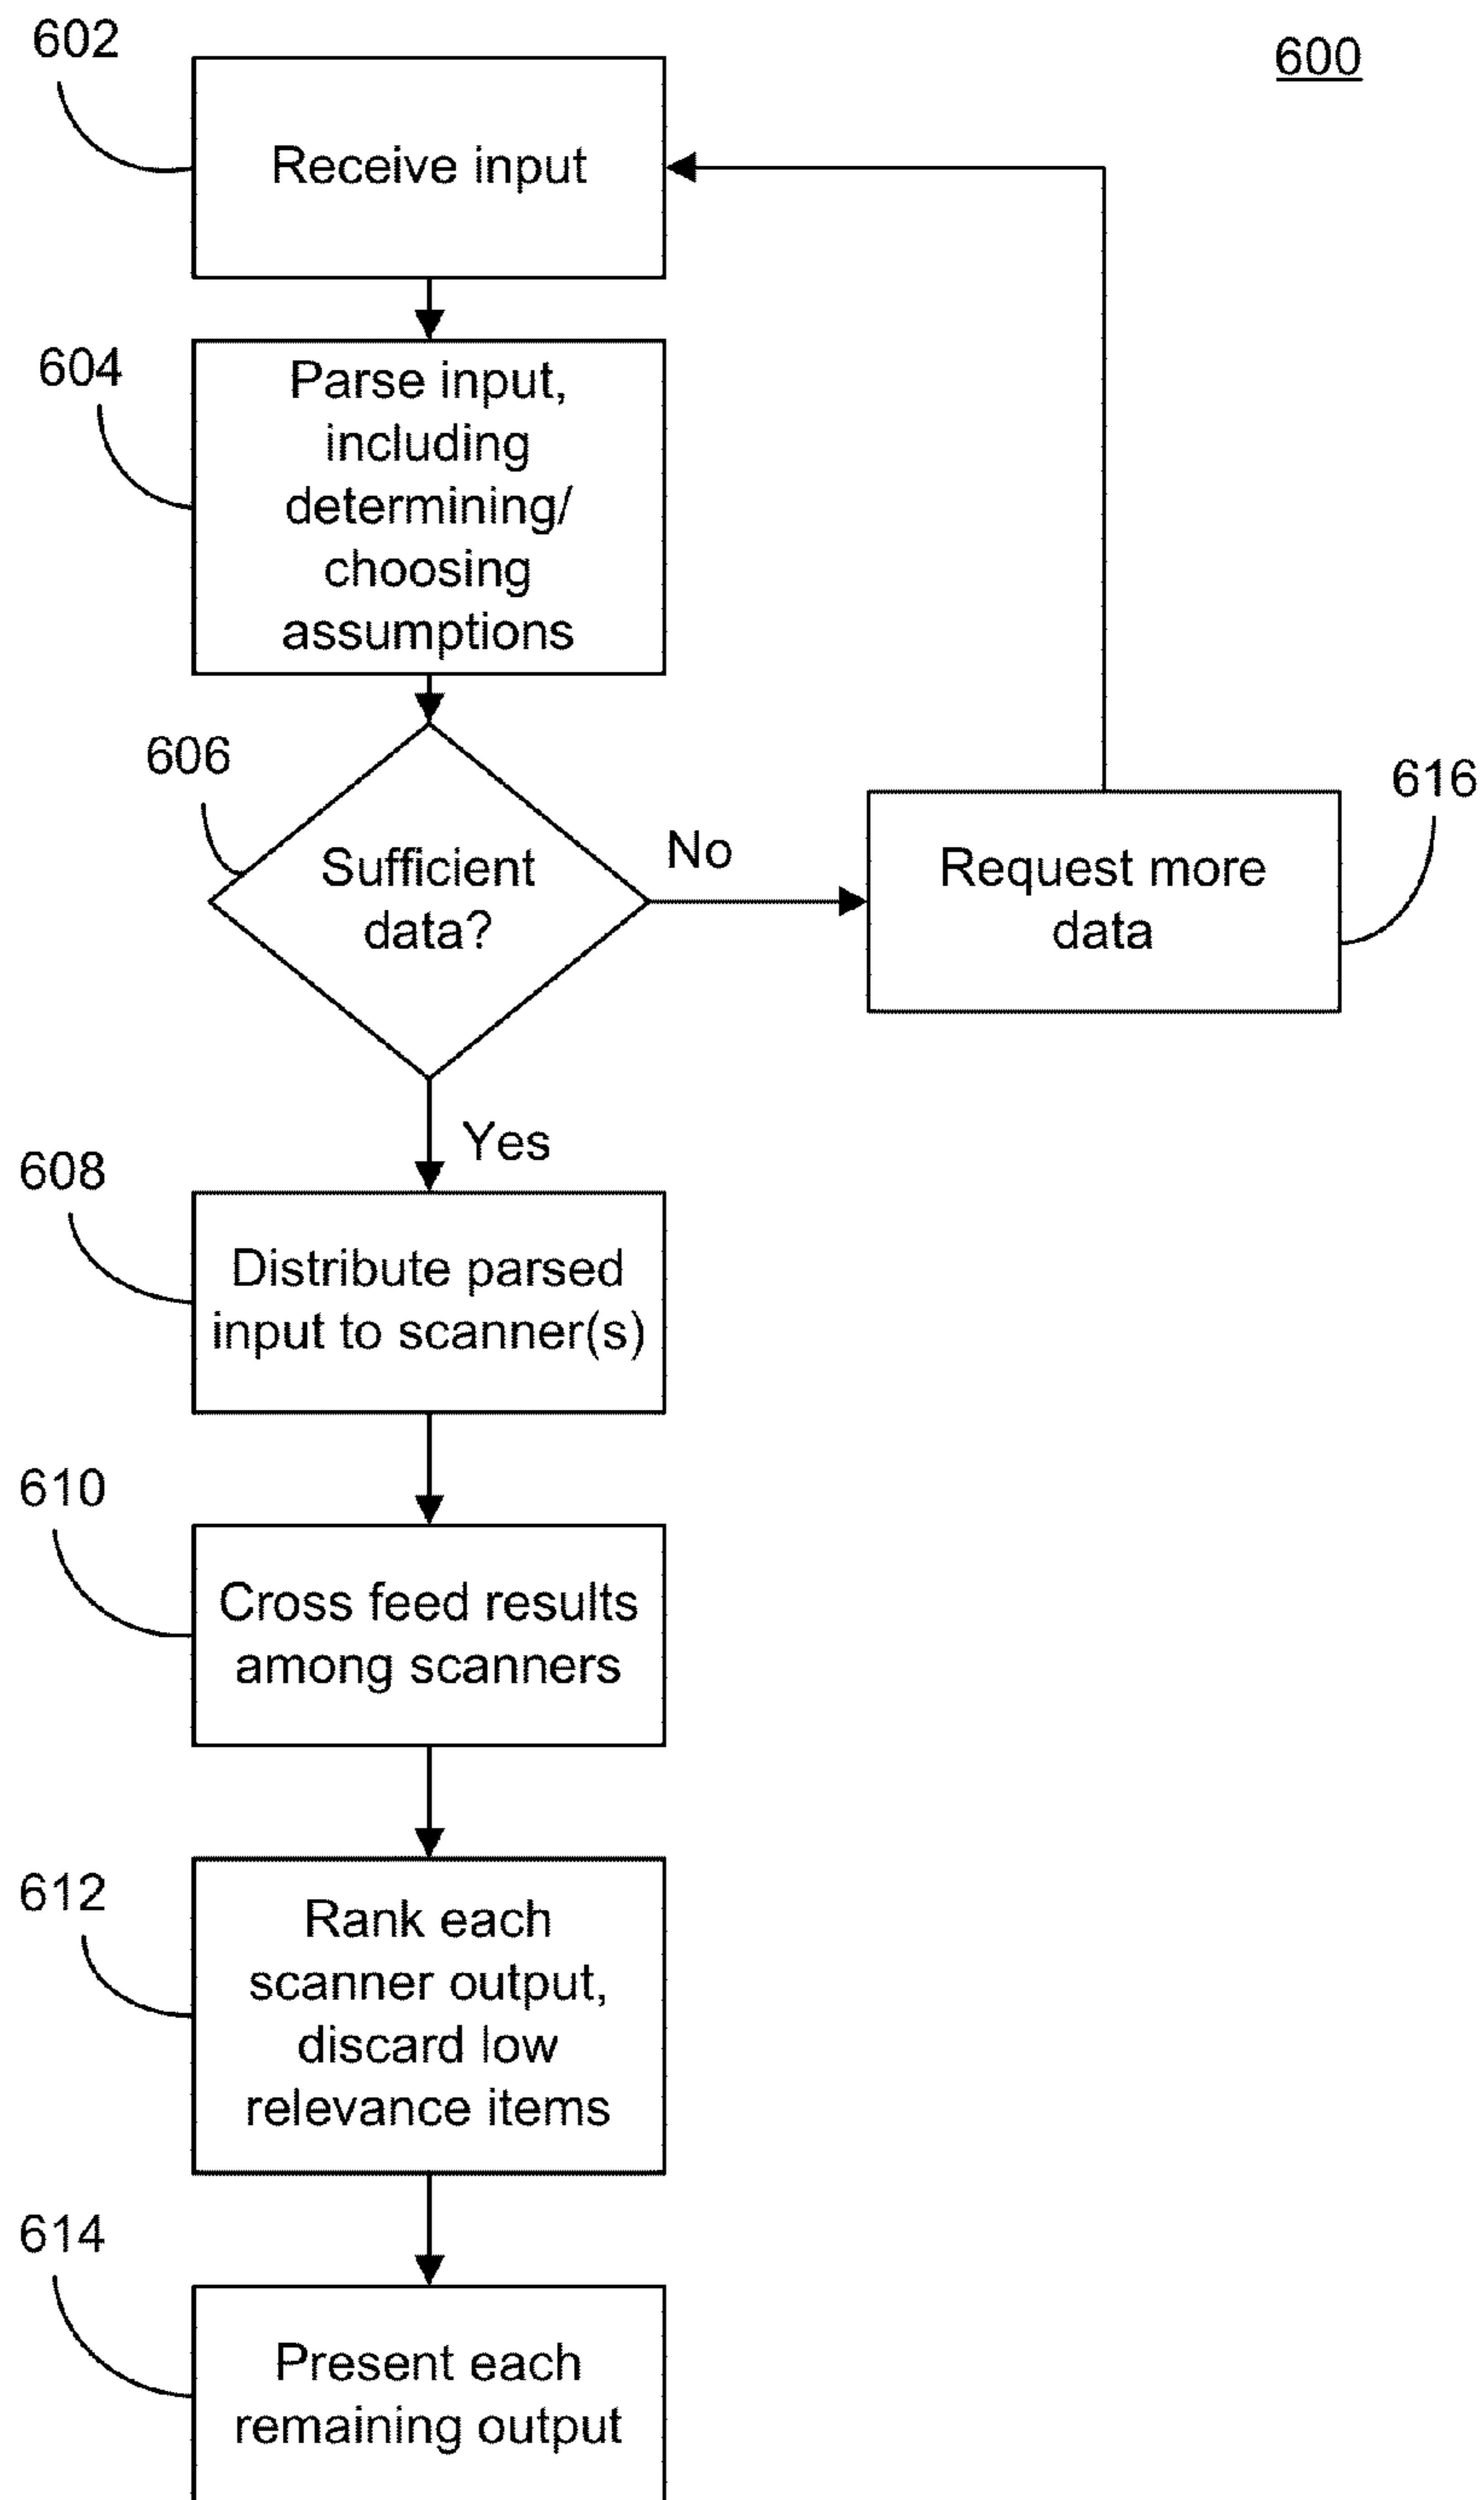 602
600
Receive input
604
Parse input,
including
determining/
choosing
assumptions
606
Sufficient
data?
No
616
Request more
data
Yes
608
Distribute parsed
input to scanner(s)
610
Cross feed results
among scanners
612
Rank each
scanner output,
discard low
relevance items
614
Present each
remaining output